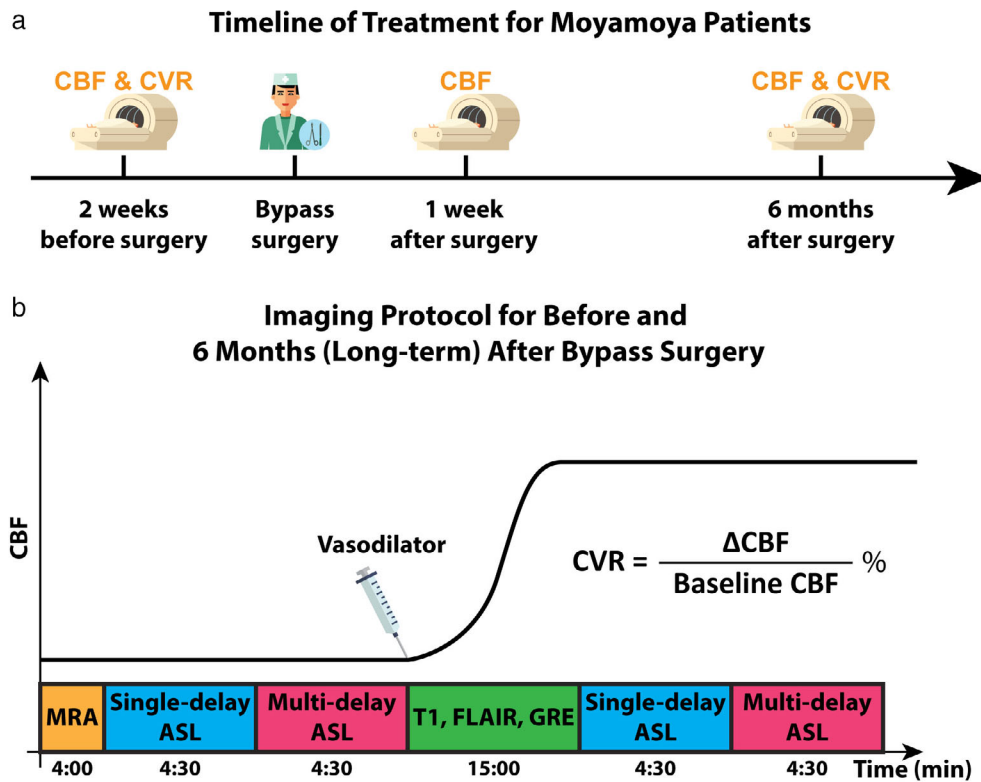 a
Timeline of Treatment for Moyamoya Patients
CBF & CVR
CBF
CBF & CVR
2 weeks
before surgery
Bypass
surgery
1 week
after surgery
6 months
after surgery
b
Imaging Protocol for Before and
6 Months (Long-term) After Bypass Surgery
CBF
Vasodilator
CVR = ΔCBF / Baseline CBF %
MRA
Single-delay
ASL
Multi-delay
ASL
T1, FLAIR, GRE
Single-delay
ASL
Multi-delay
ASL
4:00 4:30 4:30 15:00 4:30 4:30 Time (min)